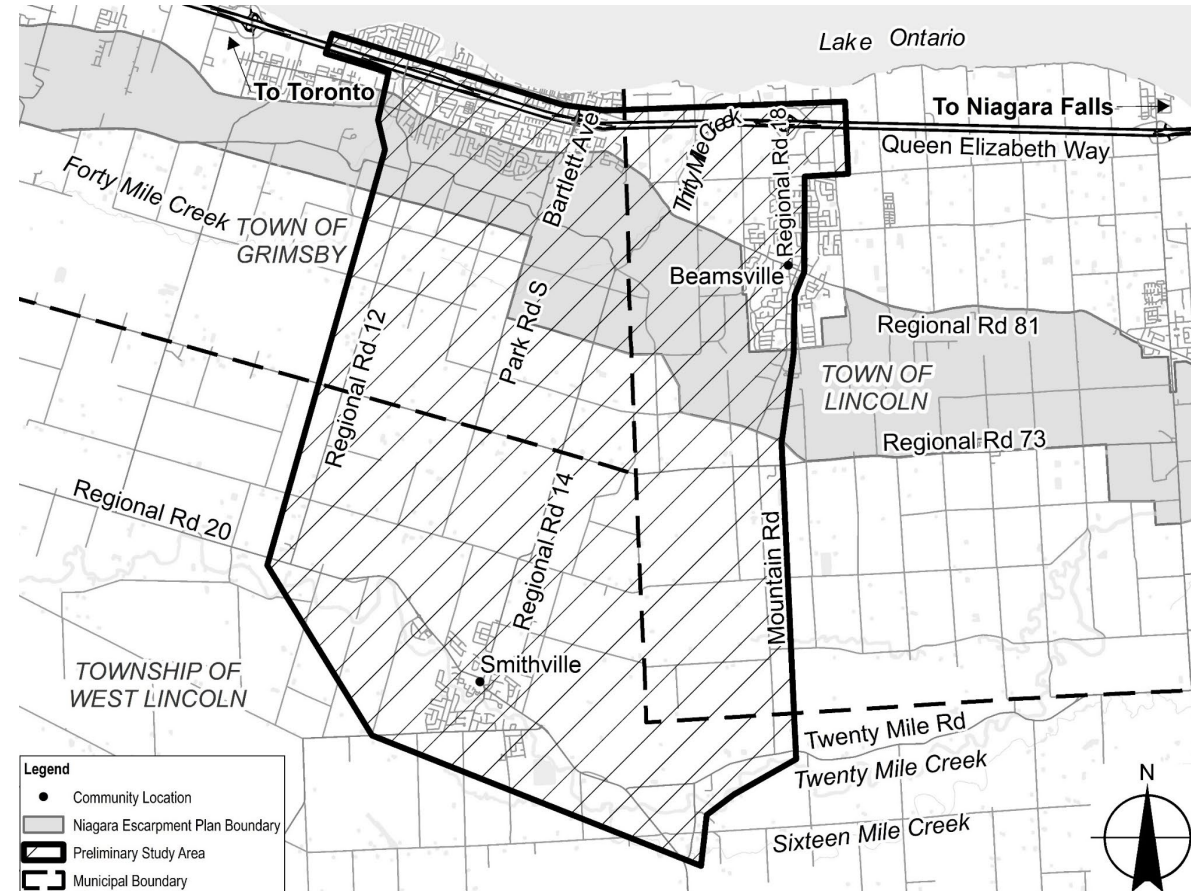 Lake Ontario
To Toronto
To Niagara Falls
Queen Elizabeth Way
Thirty Mile Creek
Regional Rd 18
Bartlett Ave
Forty Mile Creek
TOWN OF
GRIMSBY
Beamsville
Regional Rd 81
Park Rd S
Regional Rd 12
TOWN OF
LINCOLN
Regional Rd 73
Regional Rd 20
Regional Rd 14
Mountain Rd
Smithville
TOWNSHIP OF
WEST LINCOLN
Twenty Mile Rd
Twenty Mile Creek
Sixteen Mile Creek
N
Legend
Community Location
Niagara Escarpment Plan Boundary
Preliminary Study Area
Municipal Boundary